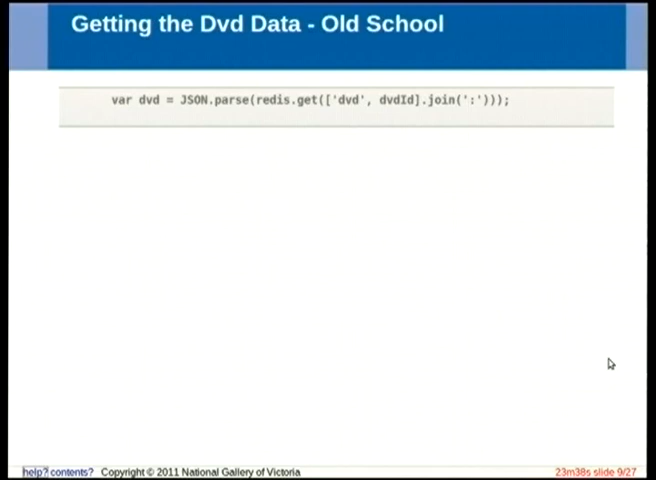 Getting the Dvd Data - Old School
var dvd = JSON.parse(redis.get(['dvd', dvdId].join(':')));
help? contents? Copyright © 2011 National Gallery of Victoria 23m38s slide 9/27